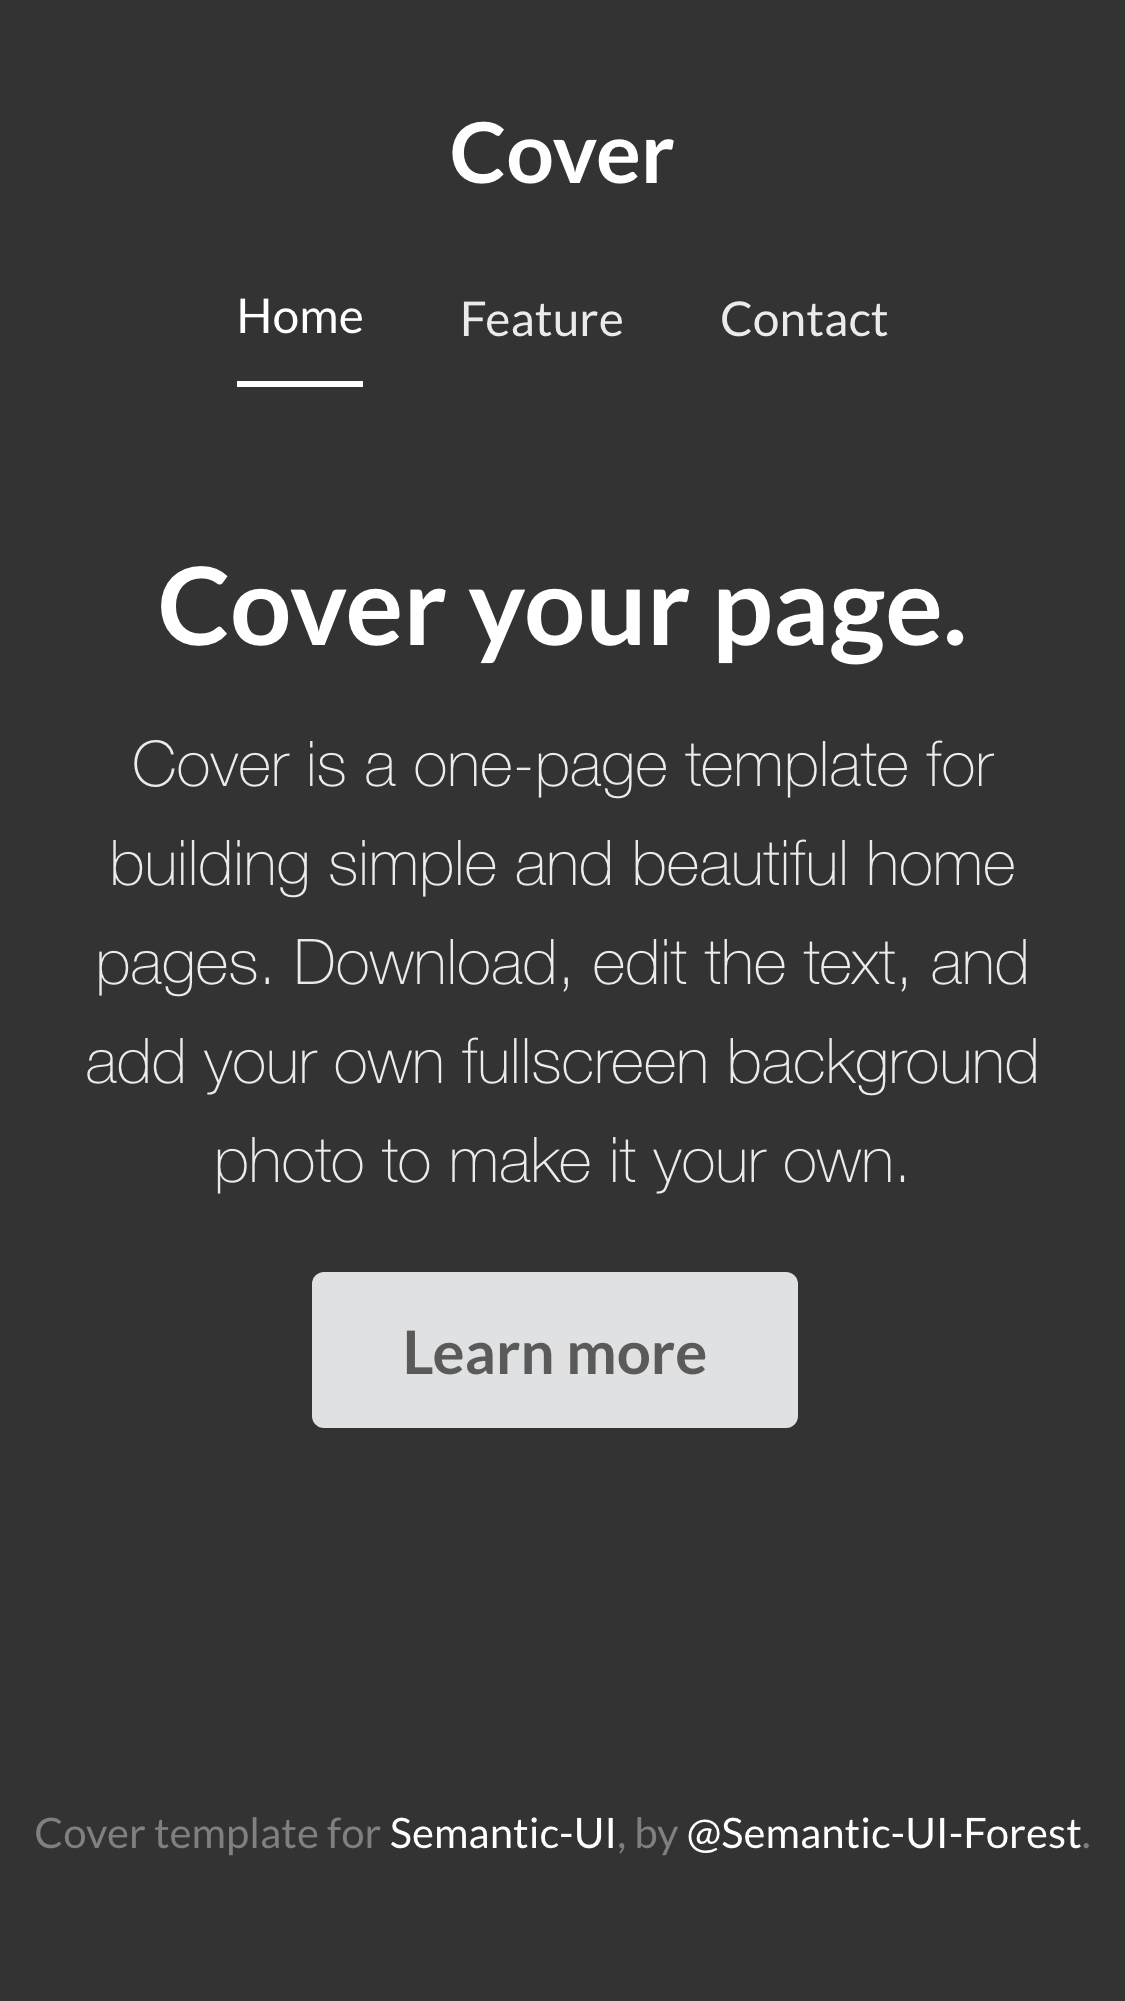 Cover
Home Feature Contact
Cover your page.
Cover is a one-page template for
building simple and beautiful home
pages. Download, edit the text, and
add your own fullscreen background
photo to make it your own.
Learn more
Cover template for Semantic-UI, by @Semantic-UI-Forest.